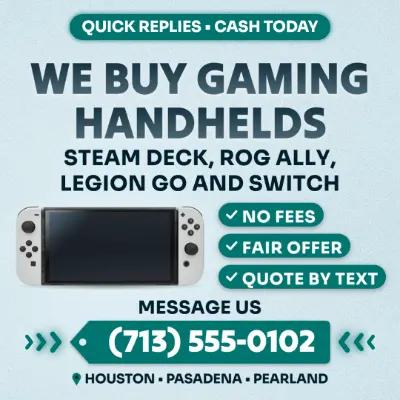 QUICK REPLIES • CASH TODAY
WE BUY GAMING
HANDHELDS
STEAM DECK, ROG ALLY,
LEGION GO AND SWITCH
NO FEES
FAIR OFFER
QUOTE BY TEXT
MESSAGE US
(713) 555-0102
HOUSTON • PASADENA • PEARLAND